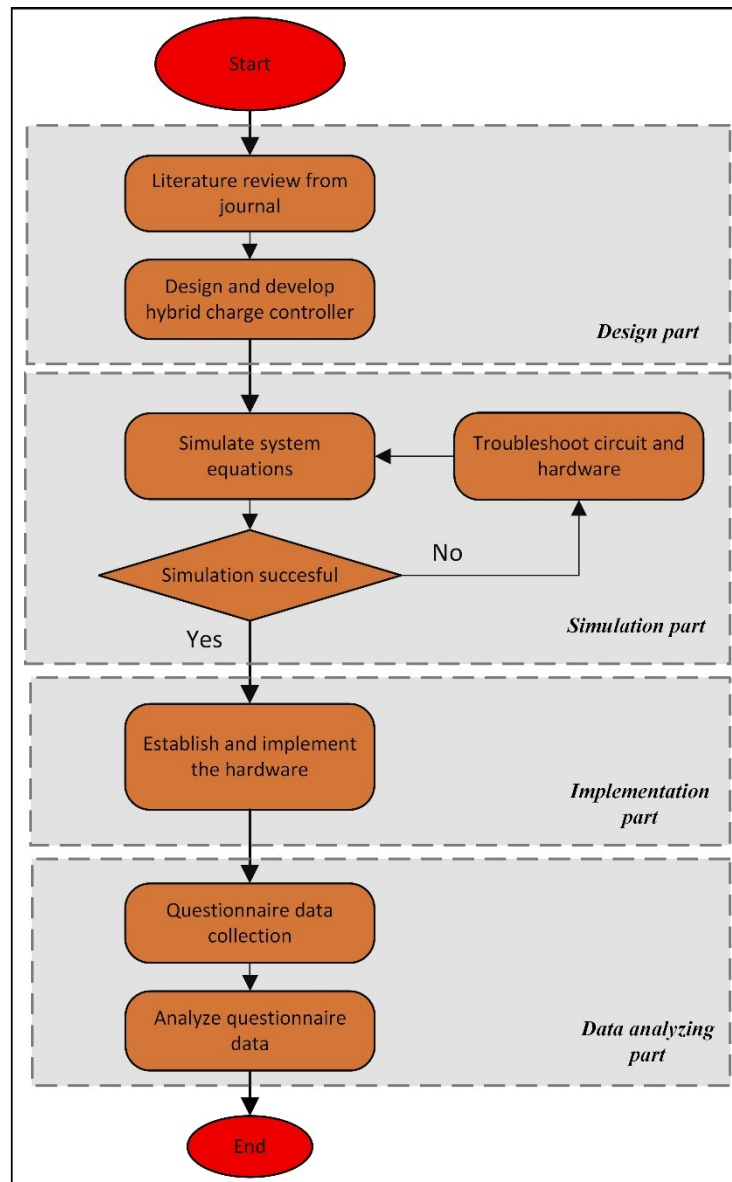 Start
Literature review from
journal
Design and develop
hybrid charge controller
Design part
Simulate system
equations
Troubleshoot circuit and
hardware
Simulation succesful
No
Yes
Simulation part
Establish and implement
the hardware
Implementation
part
Questionnaire data
collection
Analyze questionnaire
data
Data analyzing
part
End